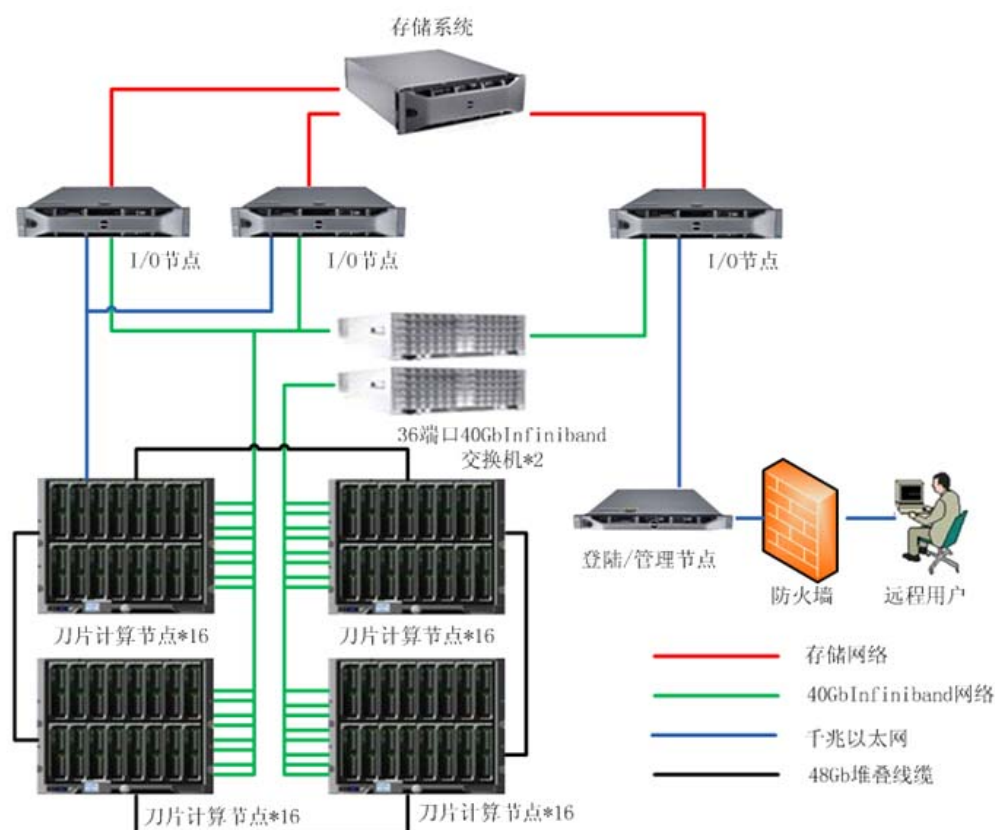 存储系统
I/O节点
I/O节点
I/O节点
36端口40GbInfiniband
交换机*2
登陆/管理节点
防火墙
远程用户
刀片计算节点*16
刀片计算节点*16
存储网络
40GbInfiniband网络
千兆以太网
48Gb堆叠线缆
刀片计算节点*16
刀片计算节点*16